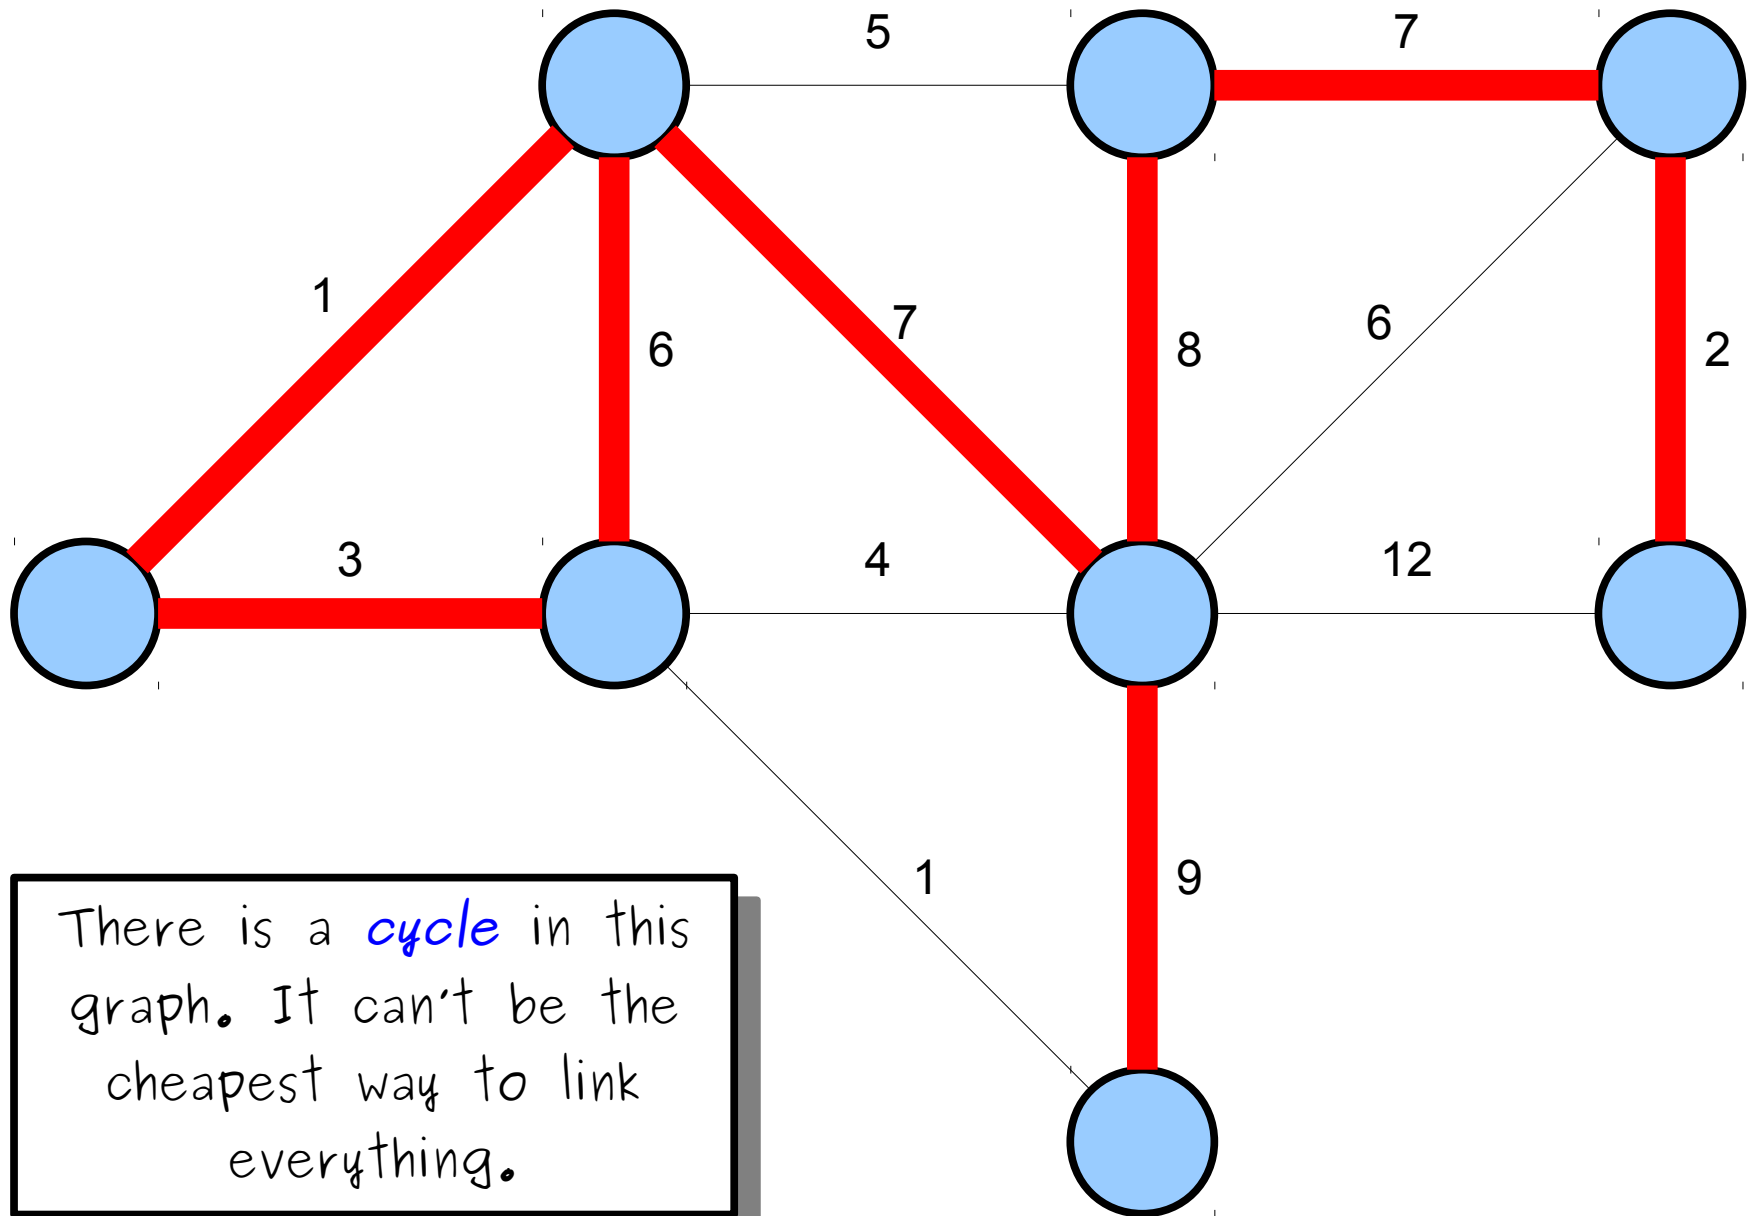 5 7
1 6 7 8 6 2
3 4 12
1 9
There is a cycle in this
graph. It can't be the
cheapest way to link
everything.